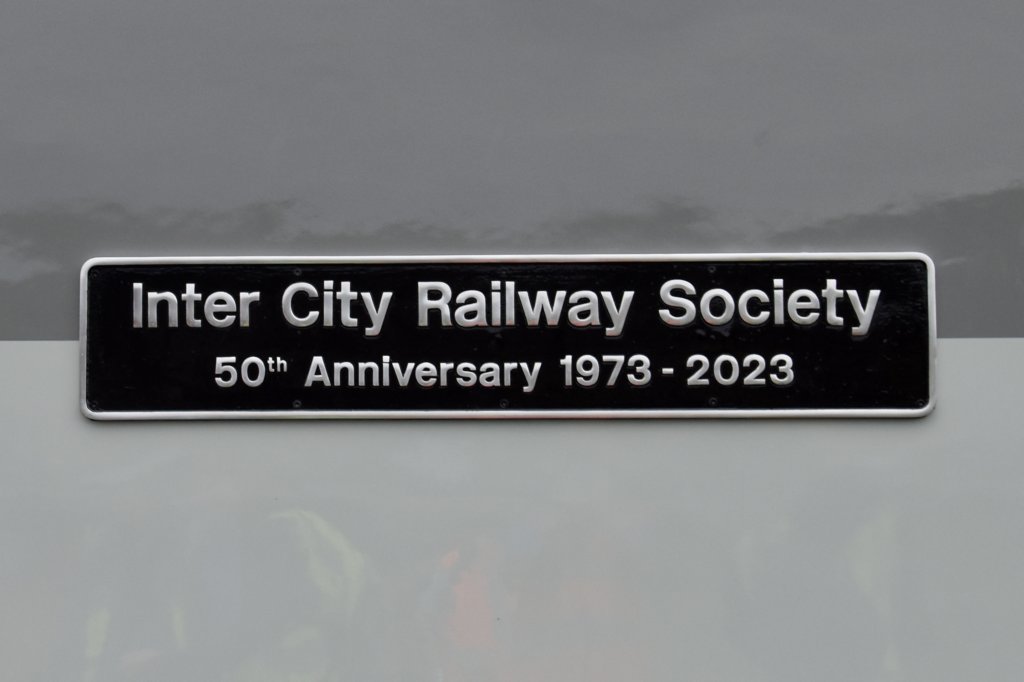 Inter City Railway Society
50th Anniversary 1973 - 2023